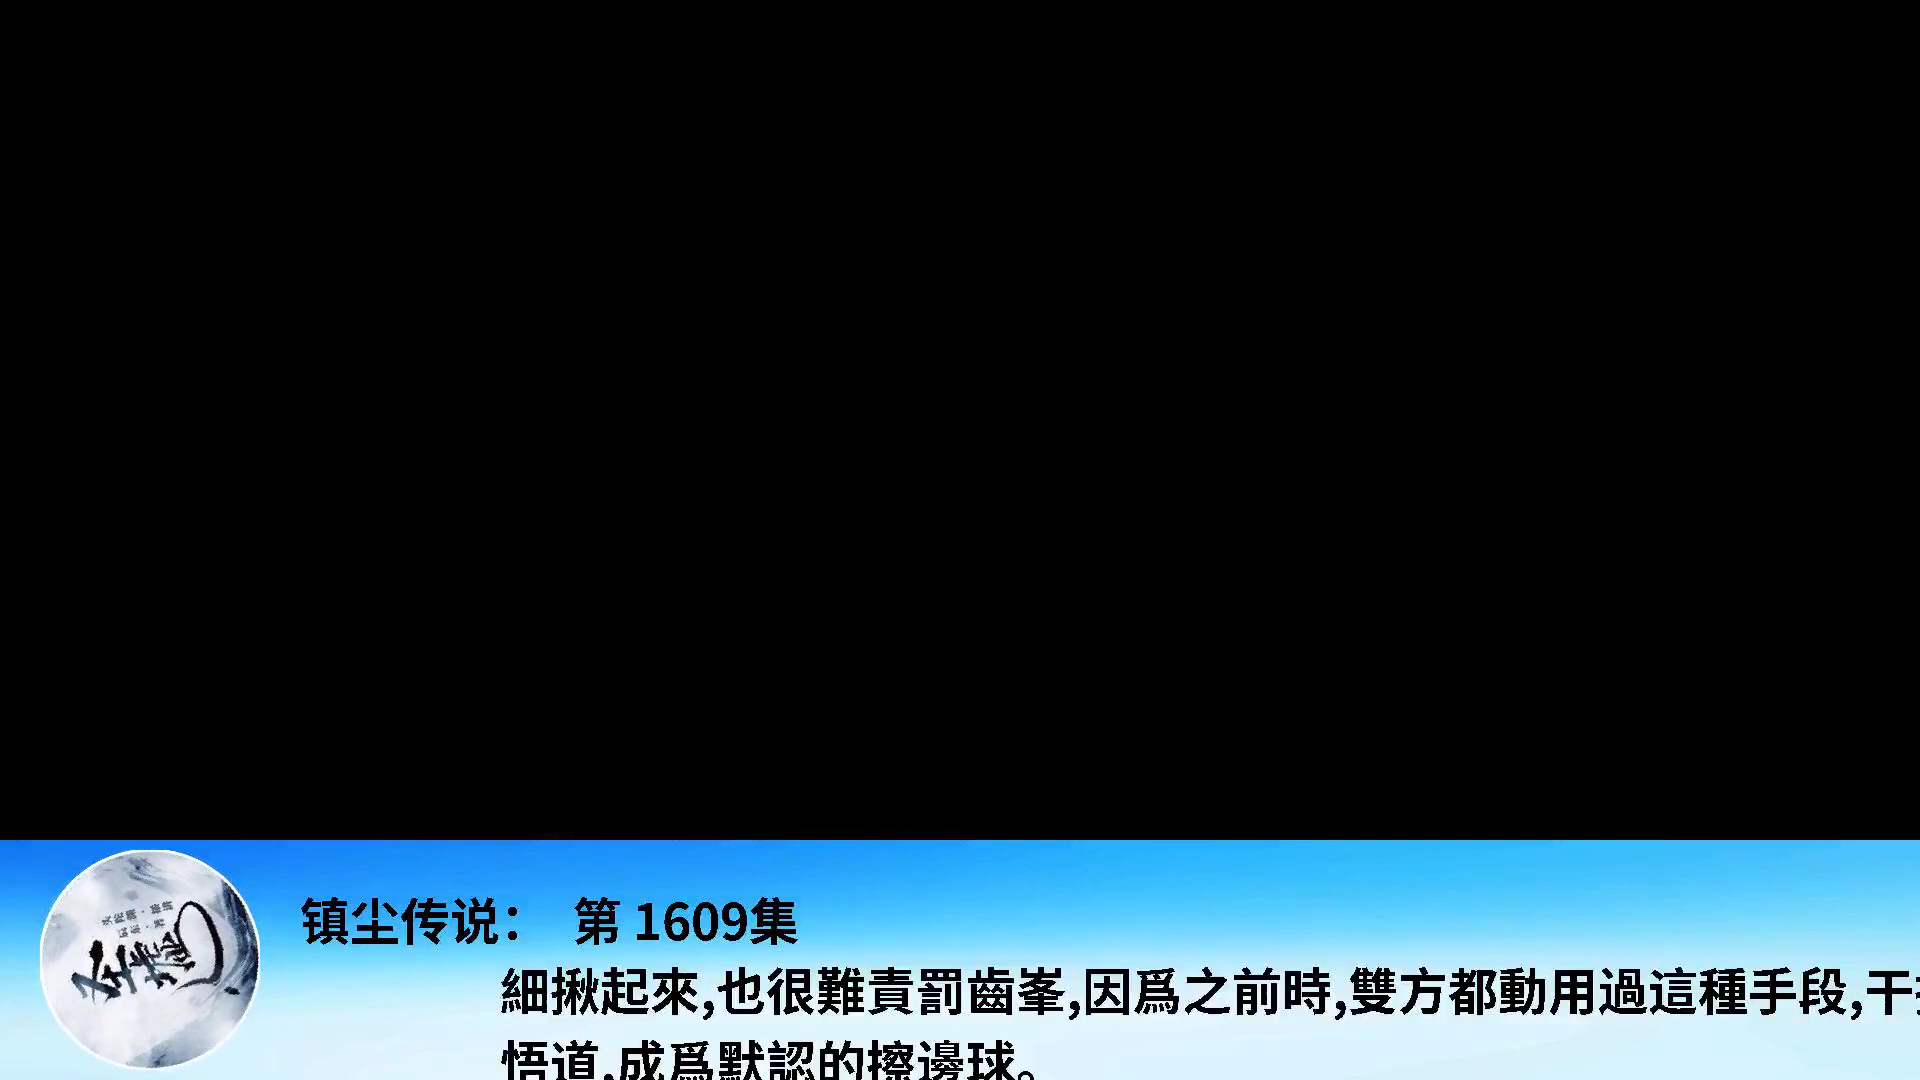 镇尘传说： 第 1609集
細揪起來,也很難責罰齒峯,因爲之前時,雙方都動用過這種手段,干
悟道,成爲默認的擦邊球。